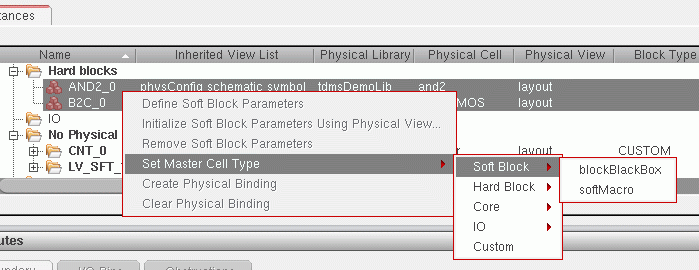 tances
Name Inherited View List Physical Library Physical Cell Physical View Block Type
Hard blocks
AND2_0 physConfig schematic symbol tdmsDemoLib and2 layout
B2C_0 MOS layout
IO
No Physical
CNT_0 r layout CUSTOM
LV_SFT_
Define Soft Block Parameters
Initialize Soft Block Parameters Using Physical View...
Remove Soft Block Parameters
Set Master Cell Type
Create Physical Binding
Clear Physical Binding
Soft Block
Hard Block
Core
IO
Custom
blockBlackBox
softMacro
utes
I/O Pins Obstructions